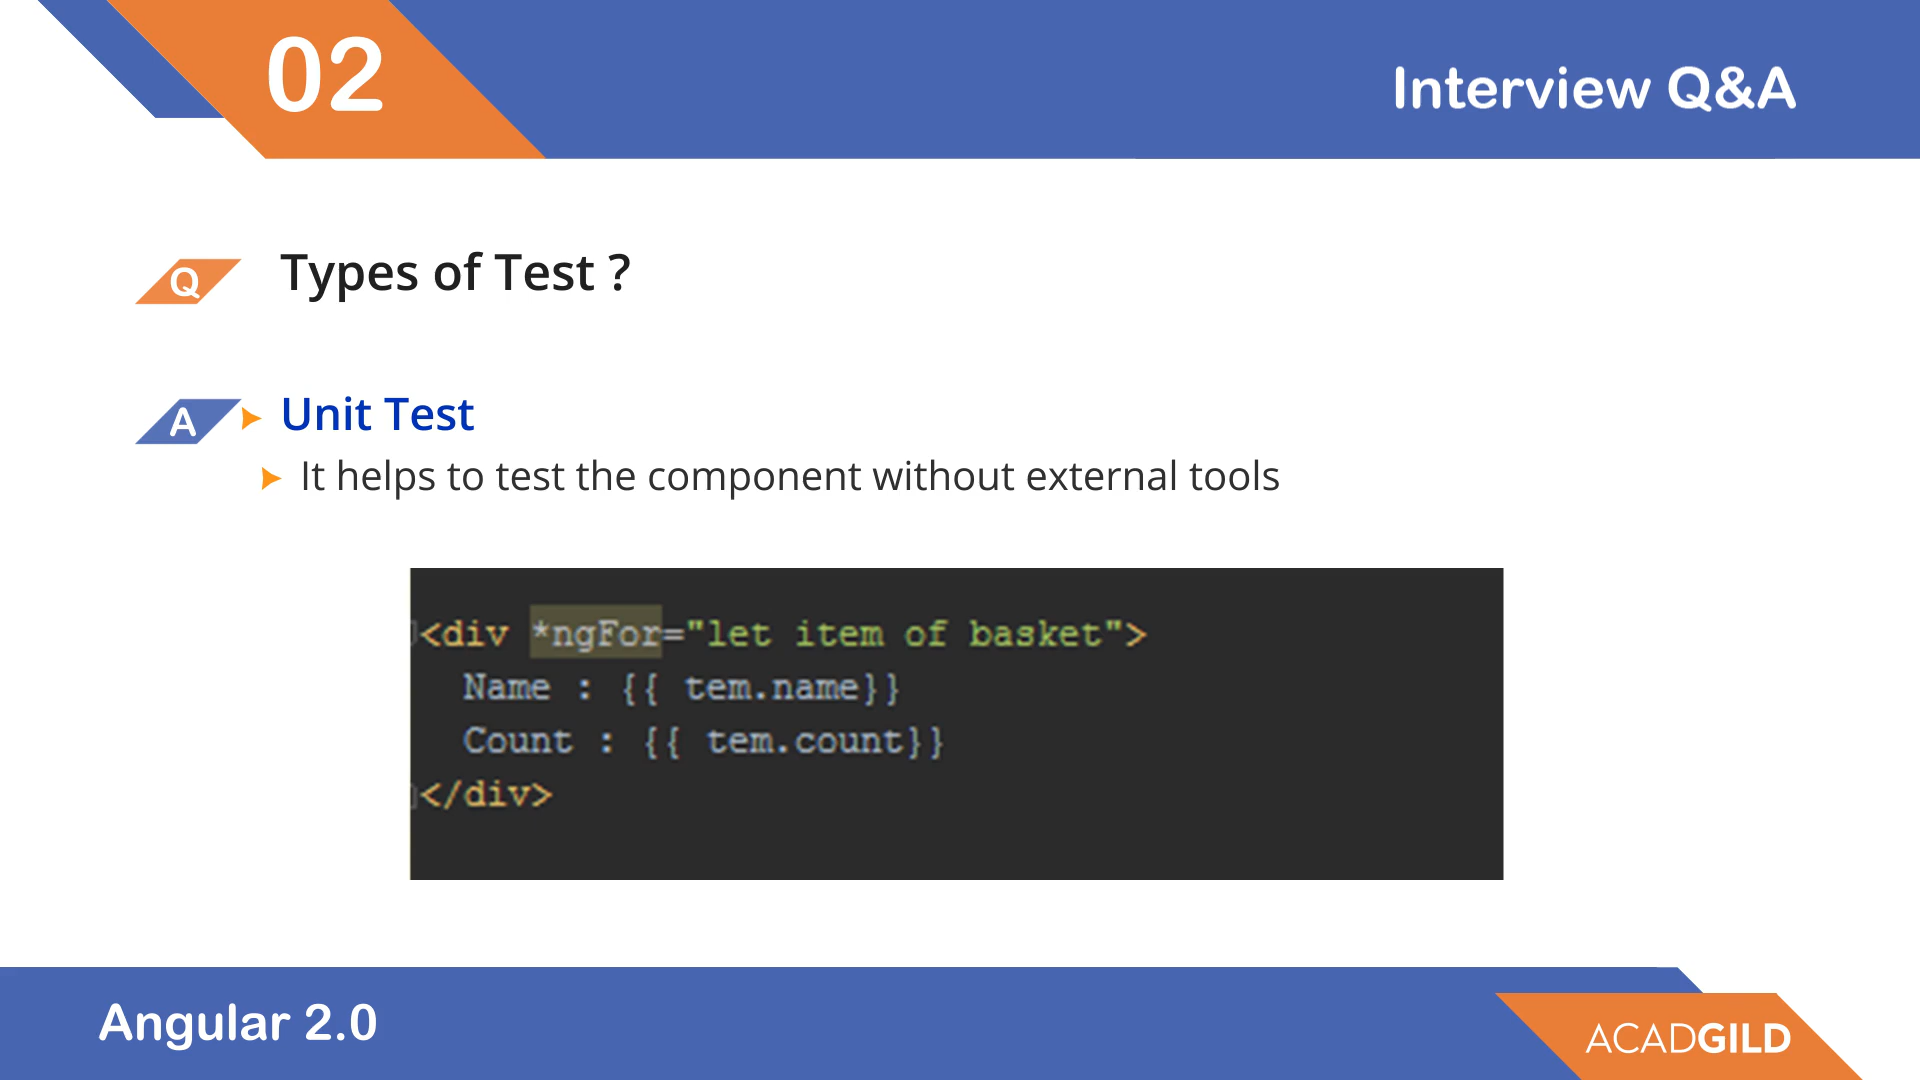 02
Interview Q&A
Q Types of Test ?
A Unit Test
It helps to test the component without external tools
<div *ngFor="let item of basket">
Name : {{ tem.name}}
Count : {{ tem.count}}
</div>
Angular 2.0
ACADGILD